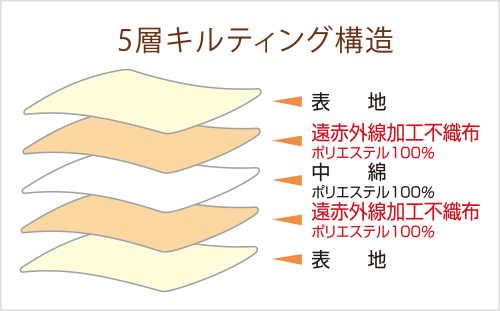 5層キルティング構造
表　地
遠赤外線加工不織布
ポリエステル100%
中　綿
ポリエステル100%
遠赤外線加工不織布
ポリエステル100%
表　地